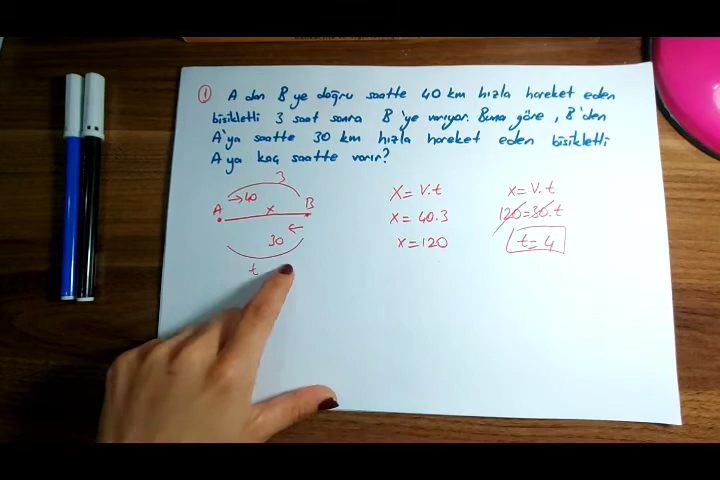 1 A dan B ye doğru saatte 40 km hızla hareket eden
bisikletli 3 saat sonra B'ye varıyor. Buna göre, B'den
A'ya saatte 30 km hızla hareket eden bisikletli
A ya kaç saatte varır?
3
40
A x B
30
t
x = v.t
x = 40.3
x = 120
x = v.t
120 = 30.t
t = 4